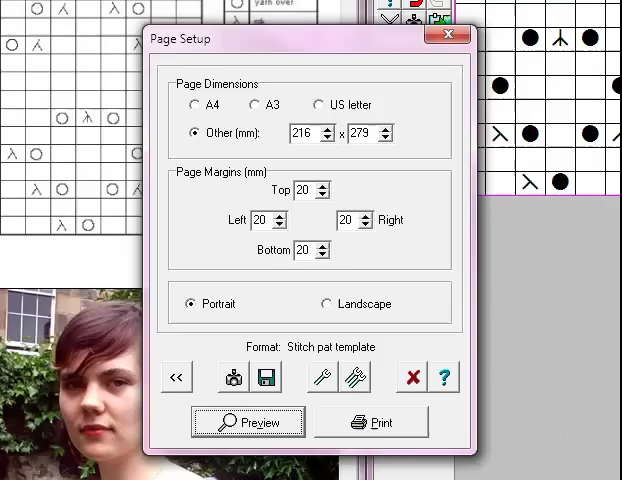 yarn over
Page Setup
Page Dimensions
A4 A3 US letter
Other (mm): 216 x 279
Page Margins (mm)
Top 20
Left 20 20 Right
Bottom 20
Portrait Landscape
Format: Stitch pat template
<< ?
Preview Print